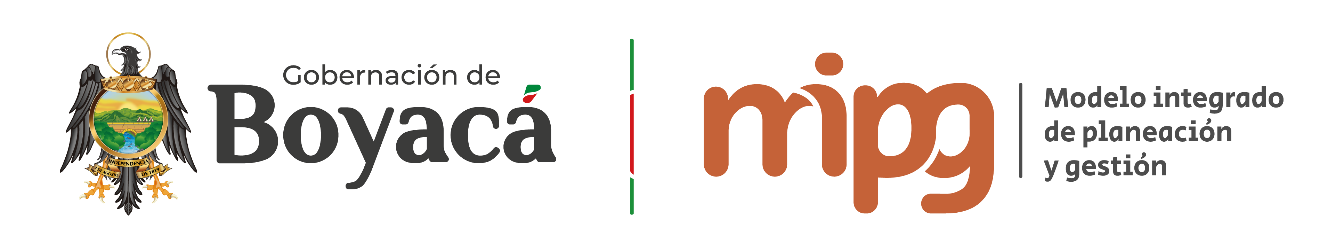 Gobernación de
Boyacá
mipg
Modelo integrado
de planeación
y gestión